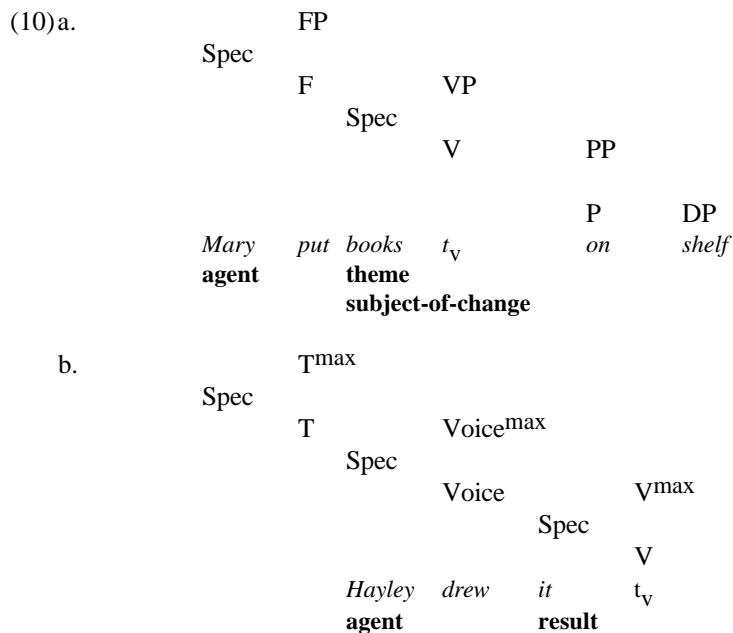 (10) a. FP
Spec
F VP
Spec
V PP
P DP
Mary put books tv on shelf
agent theme
subject-of-change
b. Tmax
Spec
T Voicemax
Spec
Voice Vmax
Spec
V
Hayley drew it tv
agent result